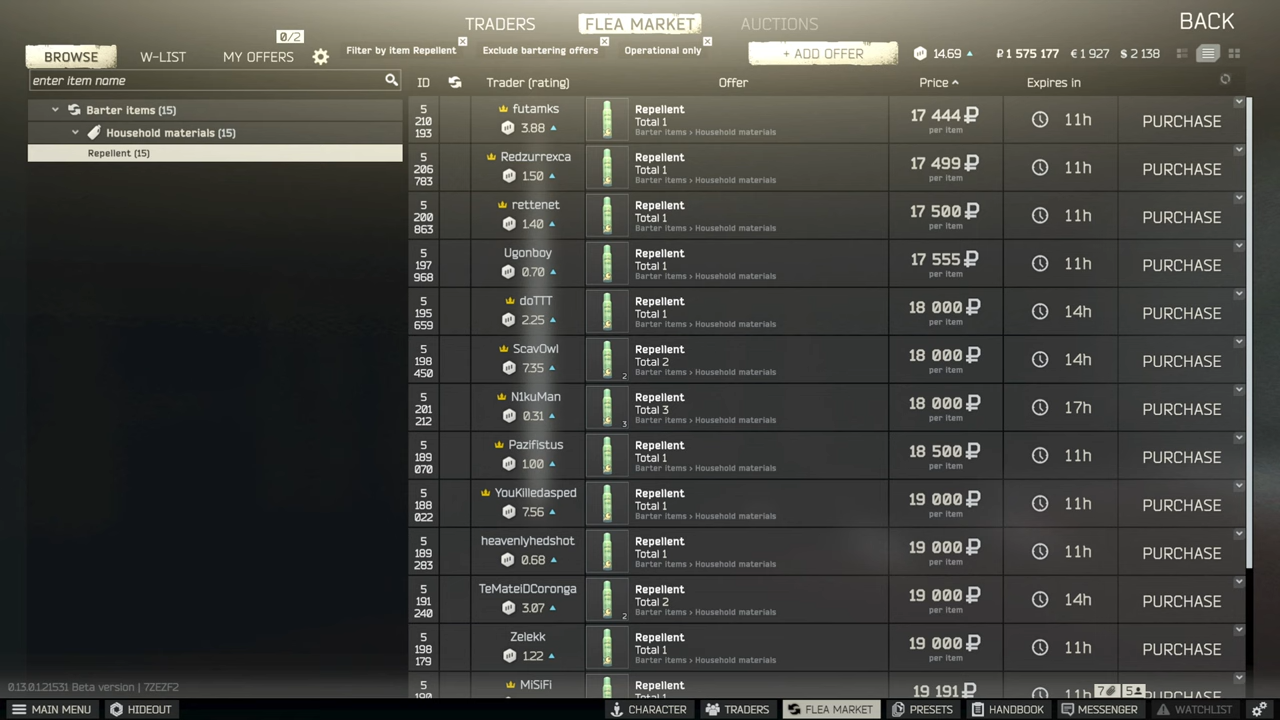 TRADERS FLEA MARKET AUCTIONS BACK
0/2
BROWSE W-LIST MY OFFERS Filter by item Repellent Exclude bartering offers Operational only + ADD OFFER 14.69 ₽ 1 575 177 € 1 927 $ 2 138
enter item name ID Trader (rating) Offer Price Expires in
Barter items (15)
Household materials (15)
Repellent (15)
5 210 193 futamks 3.88 Repellent Total 1 Barter items > Household materials 17 444 ₽ per item 11h PURCHASE
5 206 783 Redzurrexca 1.50 Repellent Total 1 Barter items > Household materials 17 499 ₽ per item 11h PURCHASE
5 200 863 rettenet 1.40 Repellent Total 1 Barter items > Household materials 17 500 ₽ per item 11h PURCHASE
5 197 968 Ugonboy 0.70 Repellent Total 1 Barter items > Household materials 17 555 ₽ per item 11h PURCHASE
5 195 659 doTTT 2.25 Repellent Total 1 Barter items > Household materials 18 000 ₽ per item 14h PURCHASE
5 198 450 ScavOwl 7.35 2 Repellent Total 2 Barter items > Household materials 18 000 ₽ per item 14h PURCHASE
5 201 212 N1kuMan 0.31 3 Repellent Total 3 Barter items > Household materials 18 000 ₽ per item 17h PURCHASE
5 189 070 Pazifistus 1.00 Repellent Total 1 Barter items > Household materials 18 500 ₽ per item 11h PURCHASE
5 188 022 YouKilledasped 7.56 Repellent Total 1 Barter items > Household materials 19 000 ₽ per item 11h PURCHASE
5 189 283 heavenlyhedshot 0.68 Repellent Total 1 Barter items > Household materials 19 000 ₽ per item 11h PURCHASE
5 191 240 TeMateiDCoronga 3.07 2 Repellent Total 2 Barter items > Household materials 19 000 ₽ per item 14h PURCHASE
5 198 179 Zelekk 1.22 Repellent Total 1 Barter items > Household materials 19 000 ₽ per item 11h PURCHASE
5 MiSiFi Repellent 19 191 ₽ 11h PURCHASE
0.13.0.1.21531 Beta version | 7ZEZF2 7 5
MAIN MENU HIDEOUT CHARACTER TRADERS FLEA MARKET PRESETS HANDBOOK MESSENGER WATCHLIST